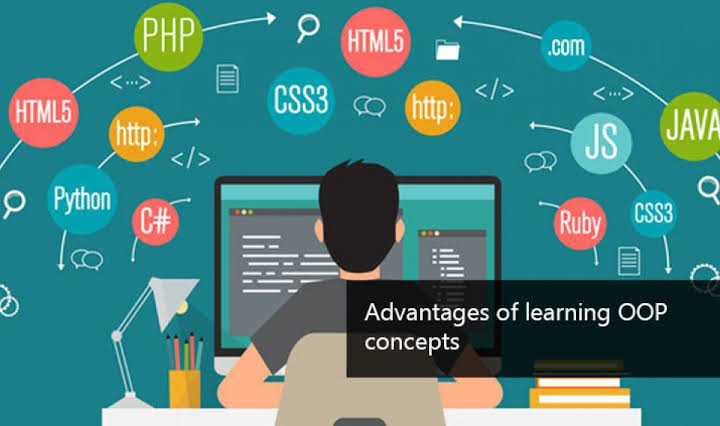 PHP
HTML5
.com
HTML5
CSS3
http:
http:
JS
JAVA
Python
C#
Ruby
CSS3
Advantages of learning OOP
concepts